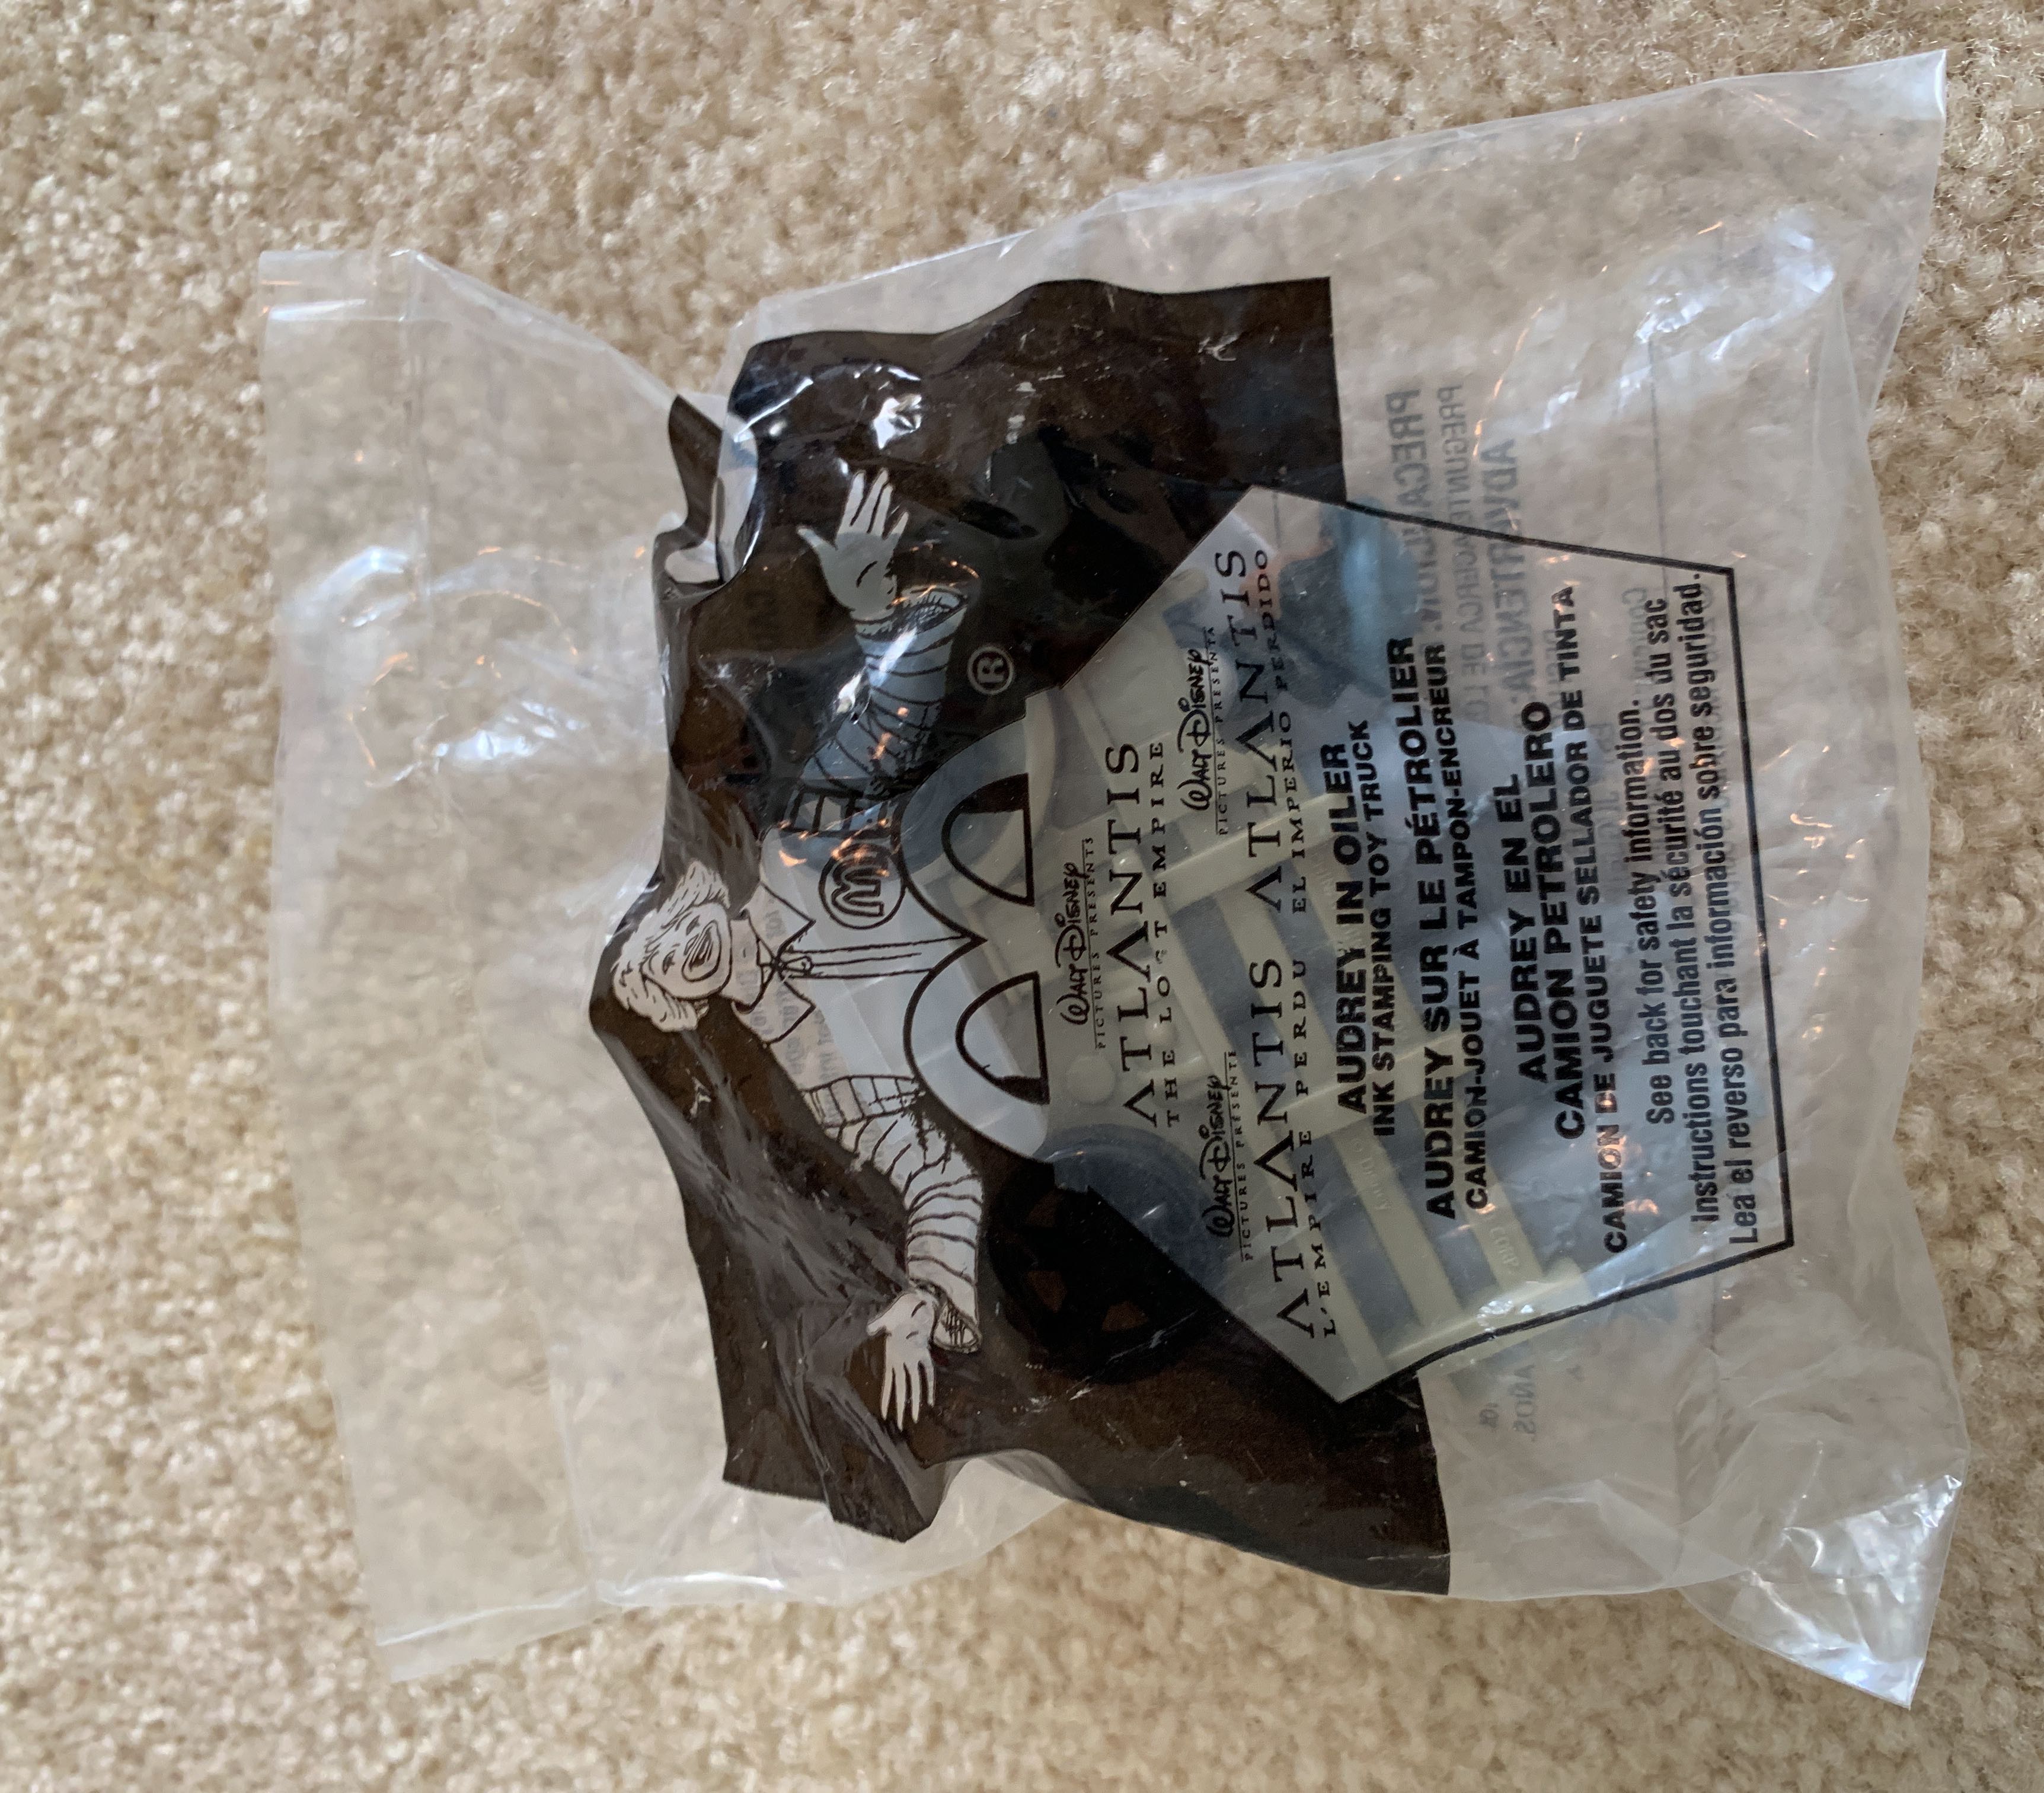 ®
Walt Disney
PICTURES PRESENTS
ATLANTIS
THE LOST EMPIRE
Walt Disney
PICTURES PRÉSENTE
ATLANTIS
L'EMPIRE PERDU
Walt Disney
PICTURES PRESENTA
ATLANTIS
EL IMPERIO PERDIDO
AUDREY IN OILER
INK STAMPING TOY TRUCK
AUDREY SUR LE PÉTROLIER
CAMION-JOUET À TAMPON-ENCREUR
AUDREY EN EL
CAMION PETROLERO
CAMION DE JUGUETE SELLADOR DE TINTA
See back for safety information.
Instructions touchant la sécurité au dos du sac
Lea el reverso para información sobre seguridad.